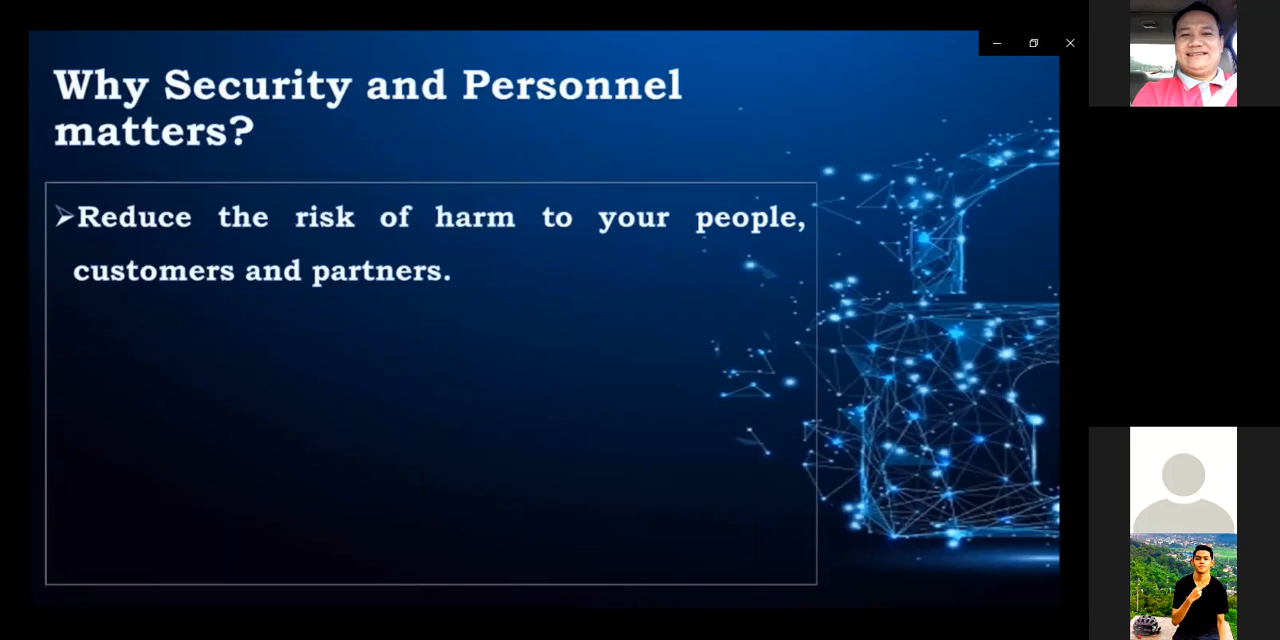 Why Security and Personnel
matters?
➢Reduce the risk of harm to your people,
customers and partners.